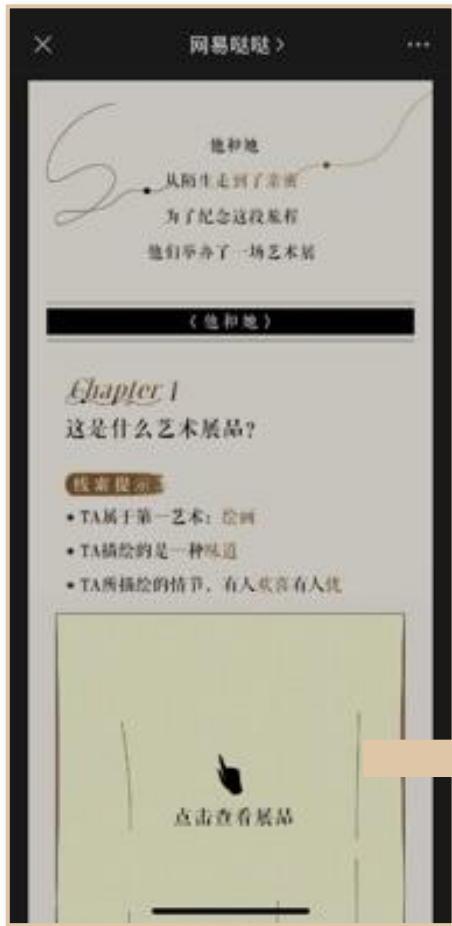 网易哒哒
他和她
从陌生走到了亲密
为了纪念这段旅程
他们举办了一场艺术展
《他和她》
Chapter 1
这是什么艺术展品?
线索提示:
• TA属于第一艺术:绘画
• TA描绘的是一种味道
• TA所描绘的情节,有人欢喜有人忧
点击查看展品